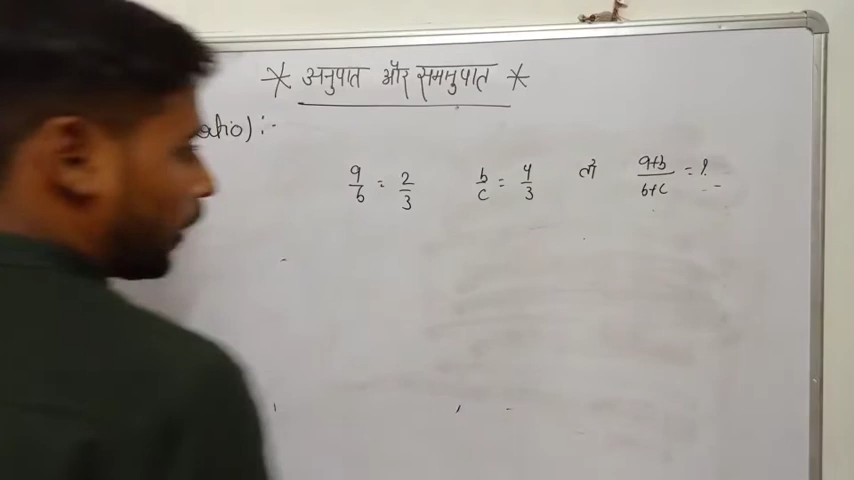 * अनुपात और समानुपात *
atio) :-
a/b = 2/3 b/c = 4/3 तो a+b/b+c = ?